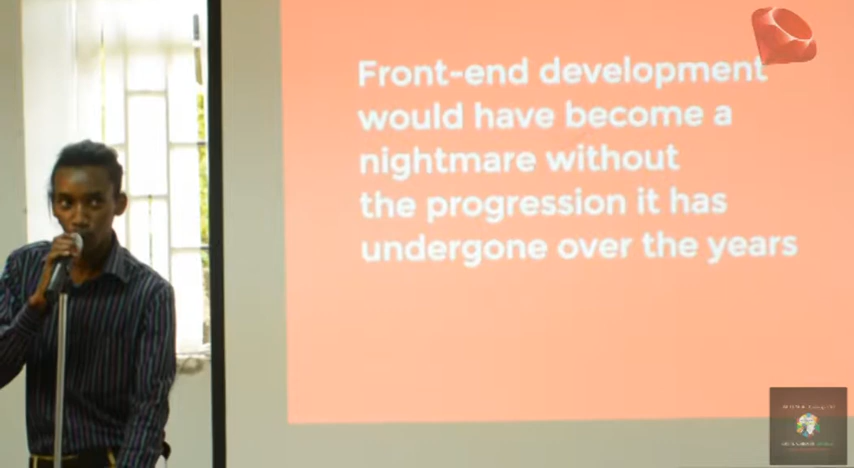 Front-end development
would have become a
nightmare without
the progression it has
undergone over the years